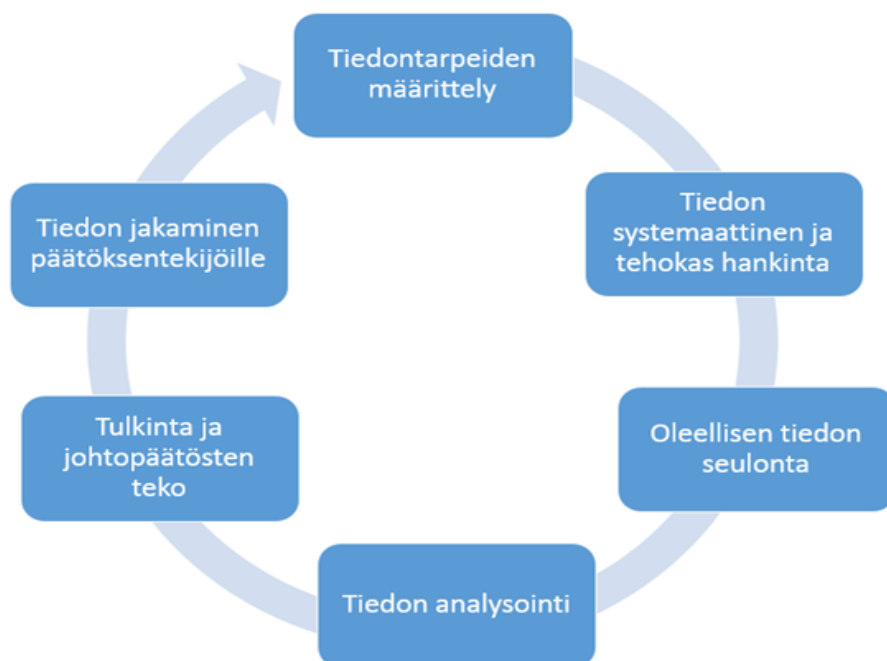 Tiedontarpeiden
määrittely
Tiedon
systemaattinen ja
tehokas hankinta
Oleellisen tiedon
seulonta
Tiedon analysointi
Tulkinta ja
johtopäätösten
teko
Tiedon jakaminen
päätöksentekijöille